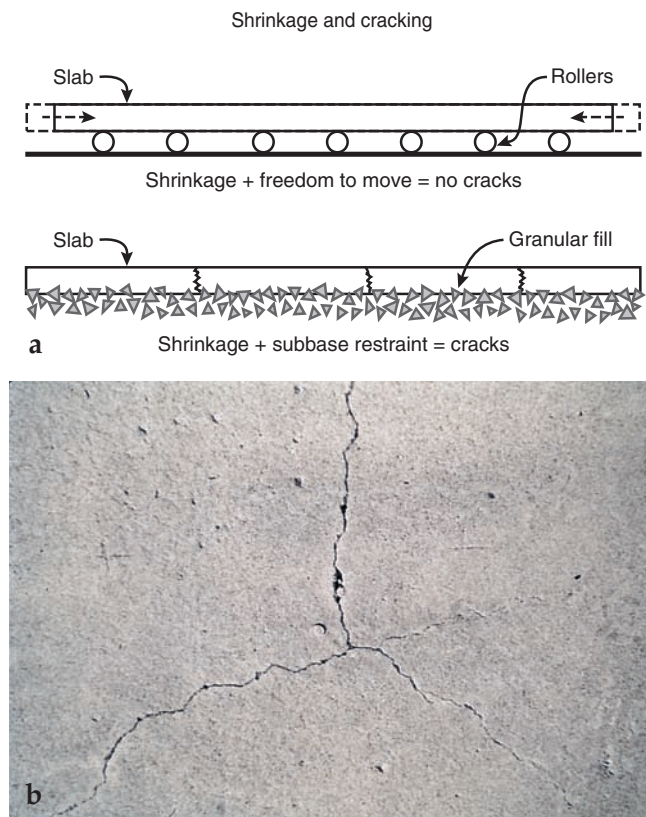 Shrinkage and cracking
Slab
Rollers
Shrinkage + freedom to move = no cracks
Slab
Granular fill
a
Shrinkage + subbase restraint = cracks
b